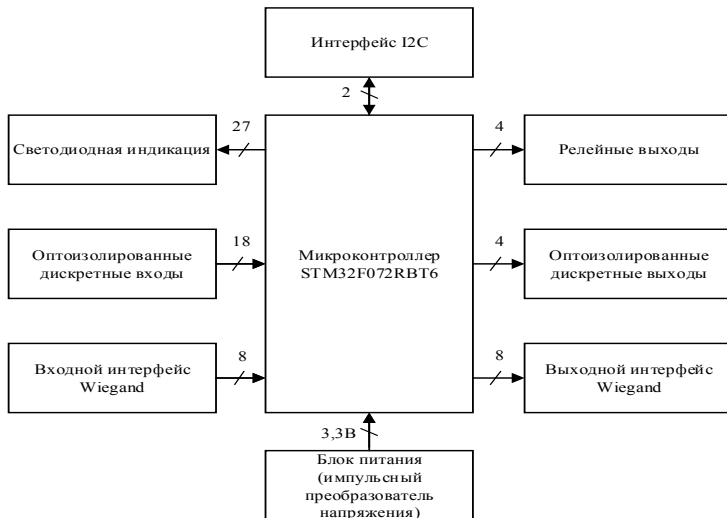 Интерфейс I2C
2
27
4
Светодиодная индикация
Релейные выходы
18
4
Оптоизолированные
дискретные входы
Микроконтроллер
STM32F072RBT6
Оптоизолированные
дискретные выходы
8
8
Входной интерфейс
Wiegand
Выходной интерфейс
Wiegand
3,3В
Блок питания
(импульсный
преобразователь
напряжения)